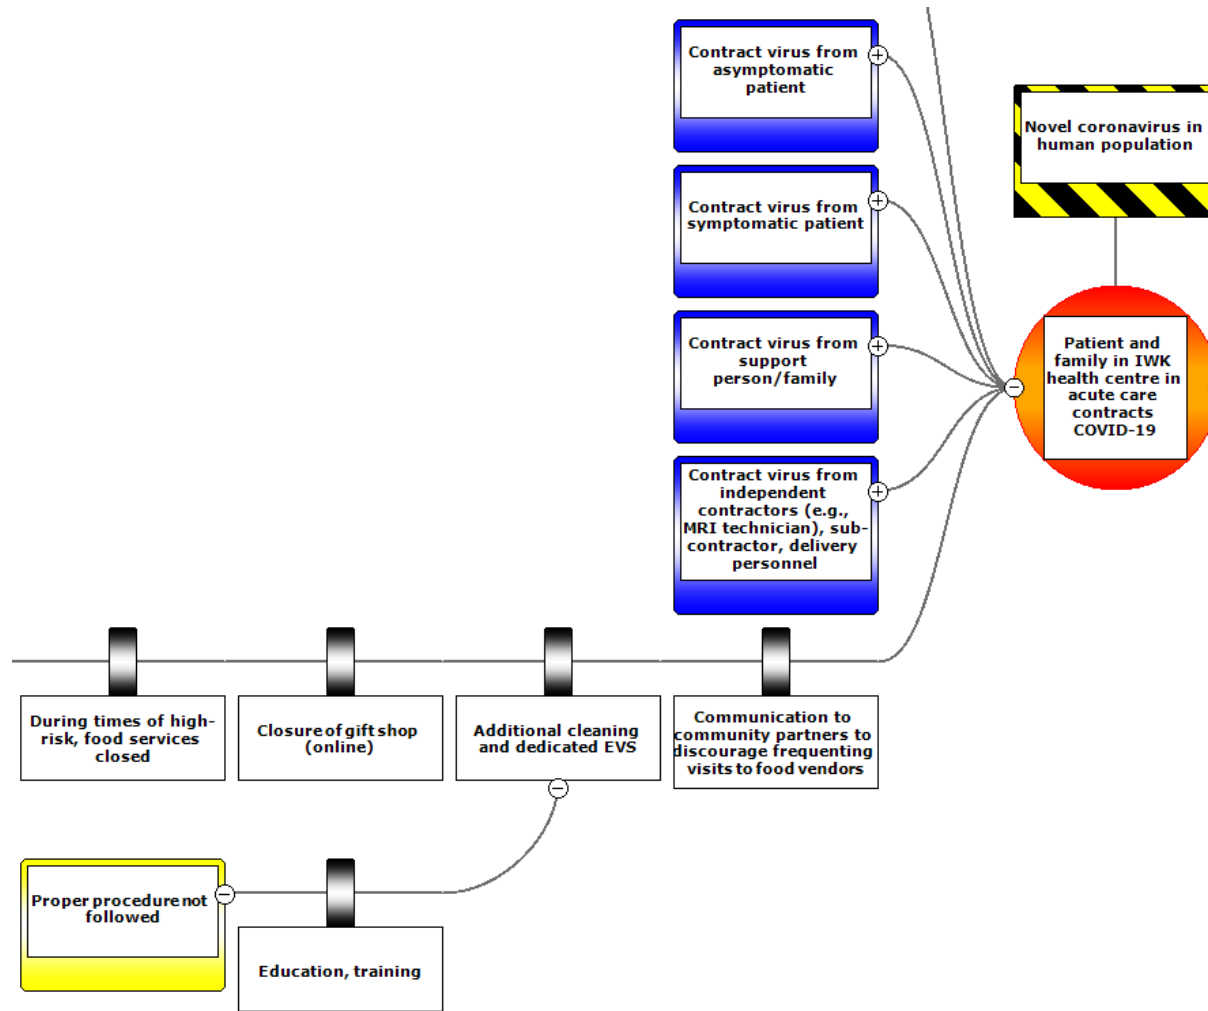 Contract virus from
asymptomatic
patient
Novel coronavirus in
human population
Contract virus from
symptomatic patient
Contract virus from
support
person/family
Patient and
family in IWK
health centre in
acute care
contracts
COVID-19
Contract virus from
independent
contractors (e.g.,
MRI technician), sub-
contractor, delivery
personnel
During times of high-
risk, food services
closed
Closure of gift shop
(online)
Additional cleaning
and dedicated EVS
Communication to
community partners to
discourage frequenting
visits to food vendors
Proper procedure not
followed
Education, training